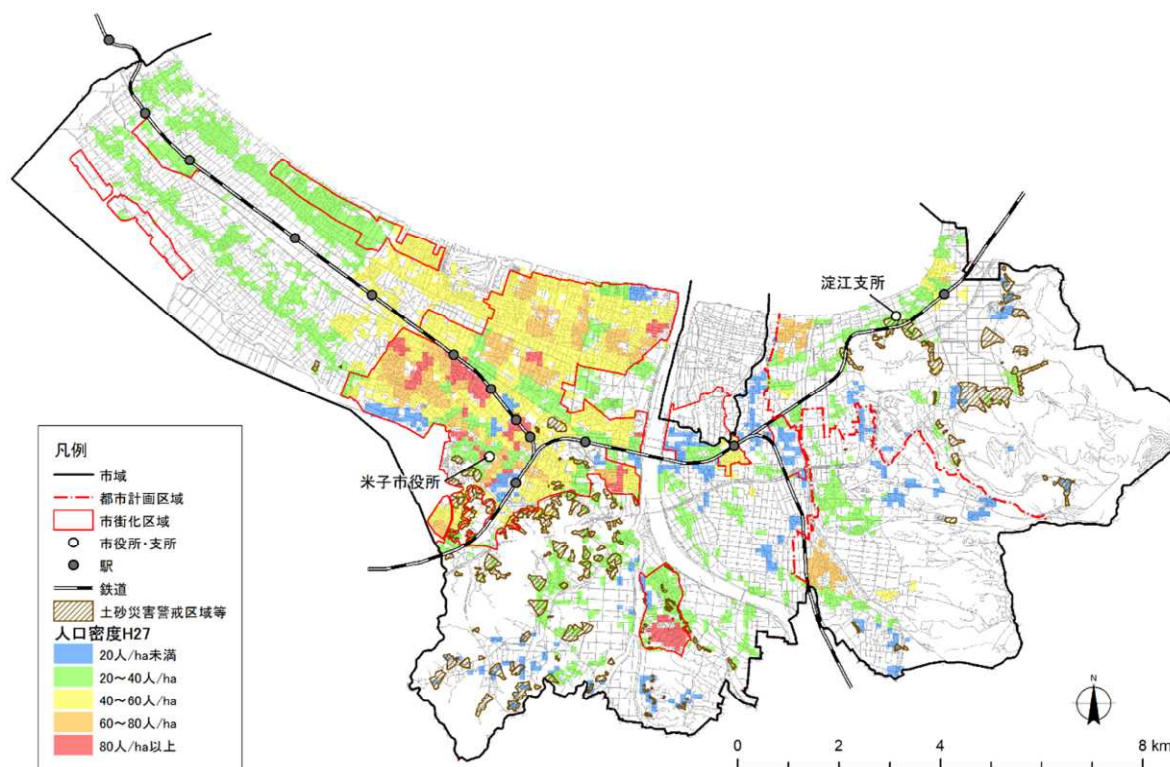 淀江支所
米子市役所
凡例
市域
都市計画区域
市街化区域
市役所・支所
駅
鉄道
土砂災害警戒区域等
人口密度H27
20人/ha未満
20～40人/ha
40～60人/ha
60～80人/ha
80人/ha以上
N
0 2 4 8 km